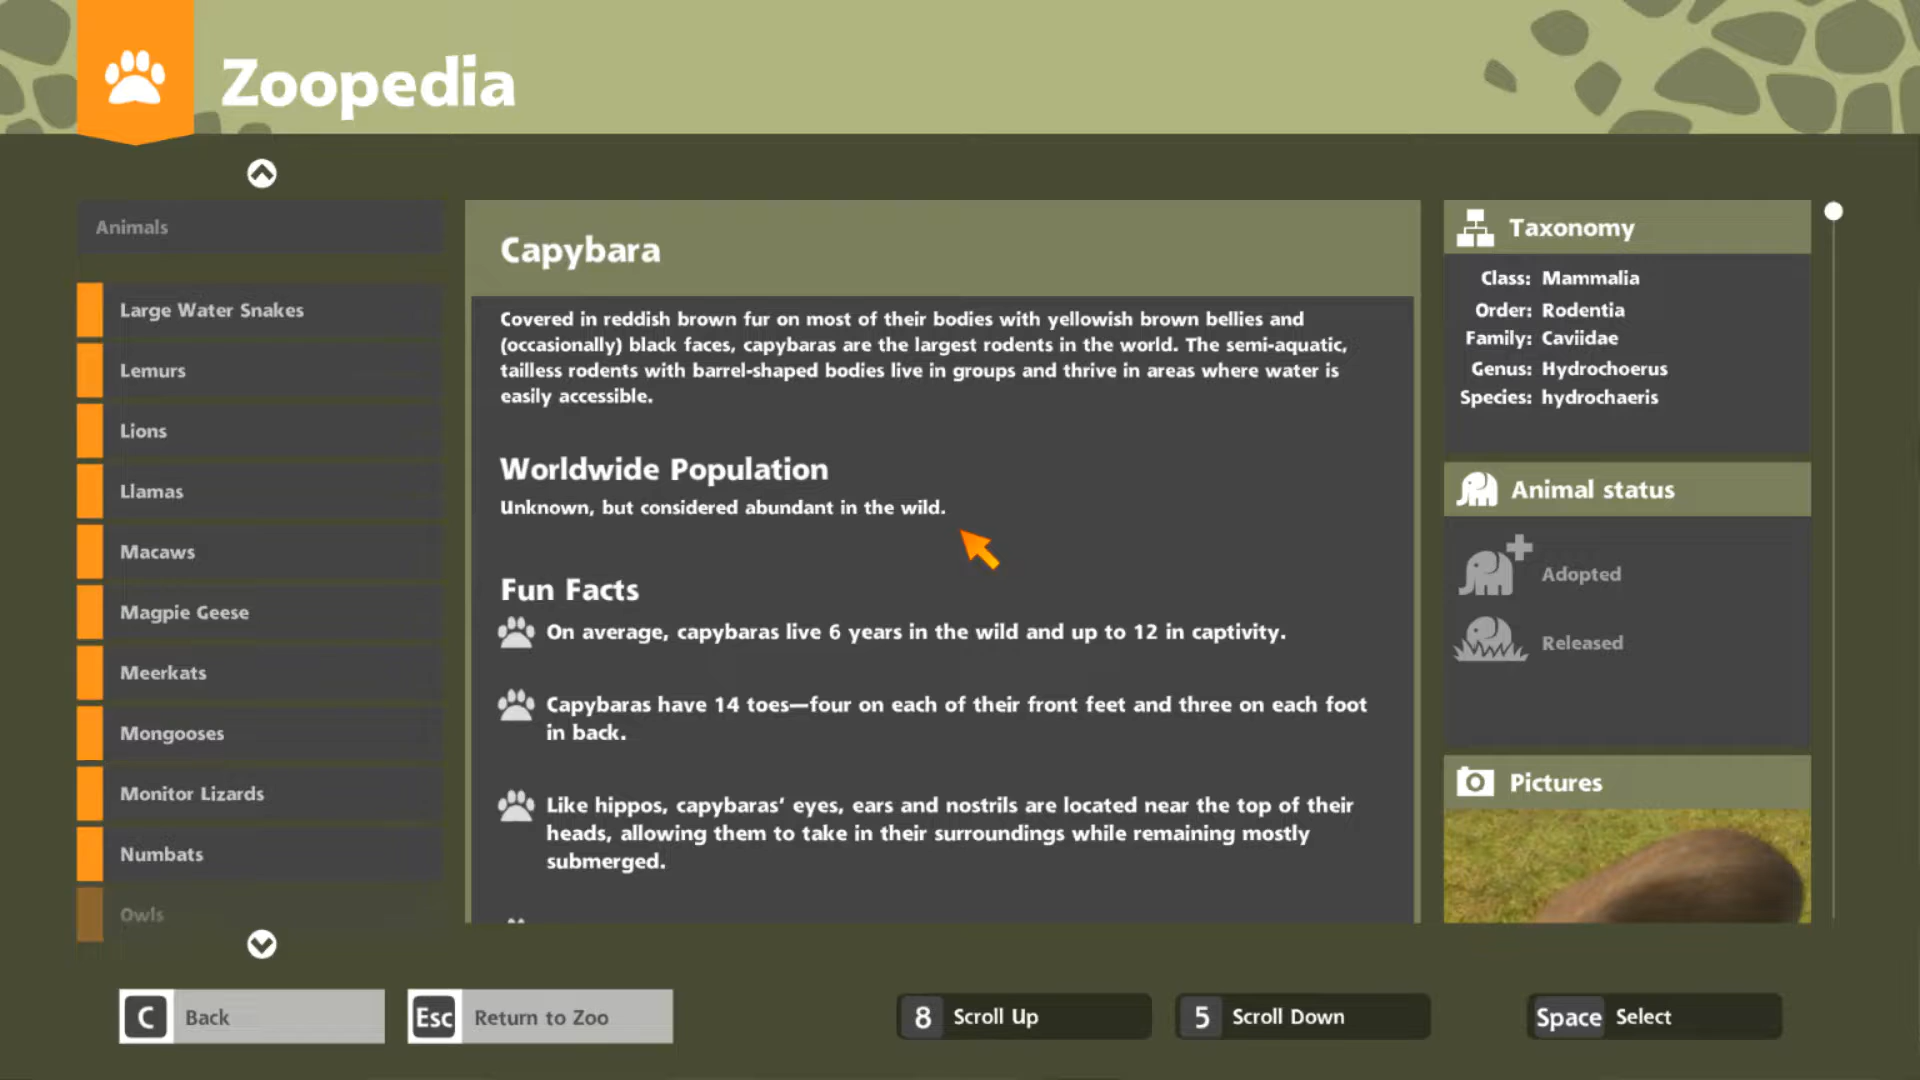 Zoopedia
Animals
Large Water Snakes
Lemurs
Lions
Llamas
Macaws
Magpie Geese
Meerkats
Mongooses
Monitor Lizards
Numbats
Owls
Capybara
Covered in reddish brown fur on most of their bodies with yellowish brown bellies and
(occasionally) black faces, capybaras are the largest rodents in the world. The semi-aquatic,
tailless rodents with barrel-shaped bodies live in groups and thrive in areas where water is
easily accessible.
Worldwide Population
Unknown, but considered abundant in the wild.
Fun Facts
On average, capybaras live 6 years in the wild and up to 12 in captivity.
Capybaras have 14 toes—four on each of their front feet and three on each foot
in back.
Like hippos, capybaras' eyes, ears and nostrils are located near the top of their
heads, allowing them to take in their surroundings while remaining mostly
submerged.
Taxonomy
Class: Mammalia
Order: Rodentia
Family: Caviidae
Genus: Hydrochoerus
Species: hydrochaeris
Animal status
Adopted
Released
Pictures
C Back
Esc Return to Zoo
8 Scroll Up
5 Scroll Down
Space Select